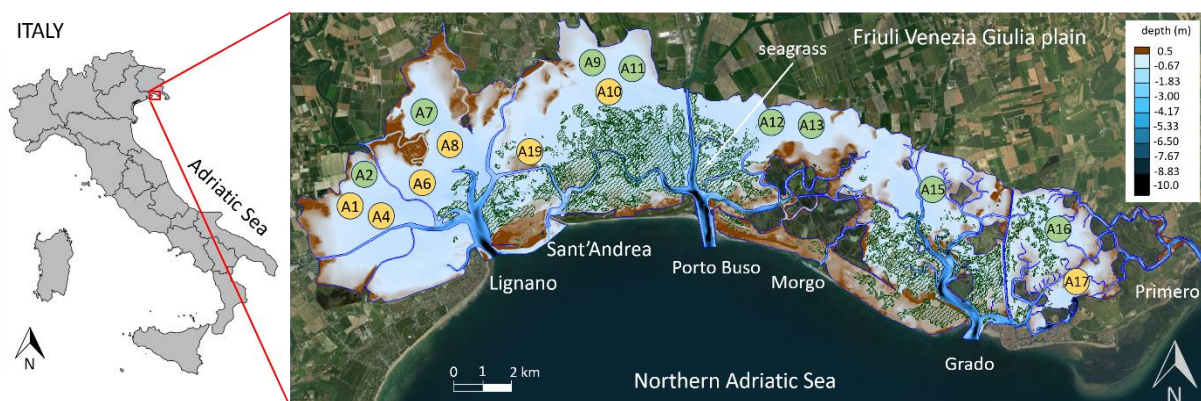 ITALY
Adriatic Sea
N
seagrass
Friuli Venezia Giulia plain
depth (m)
0.5
-0.67
-1.83
-3.00
-4.17
-5.33
-6.50
-7.67
-8.83
-10.0
A9
A11
A10
A7
A8
A12
A13
A19
A2
A6
A15
A1
A4
A16
A17
Sant'Andrea
Lignano
Porto Buso
Morgo
Primero
Grado
0 1 2 km
Northern Adriatic Sea
N